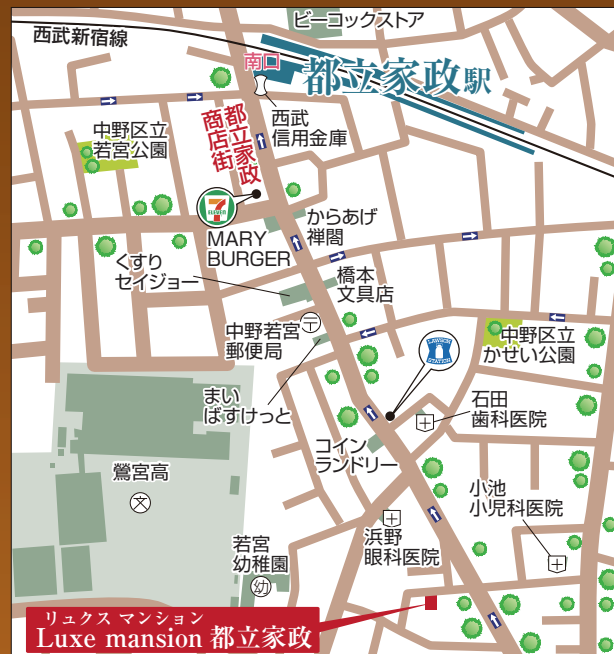 ビーコックストア
西武新宿線
南口
都立家政駅
西武
信用金庫
都立家政
商店街
中野区立
若宮公園
7
ELEVEN
MARY
BURGER
からあげ
禅閣
くすり
セイジョー
橋本
文具店
中野若宮
郵便局
〒
LAWSON
STATION
中野区立
かせい公園
まい
ばすけっと
石田
歯科医院
コイン
ランドリー
鶯宮高
文
小池
小児科医院
浜野
眼科医院
若宮
幼稚園
幼
リュクス マンション
Luxe mansion 都立家政